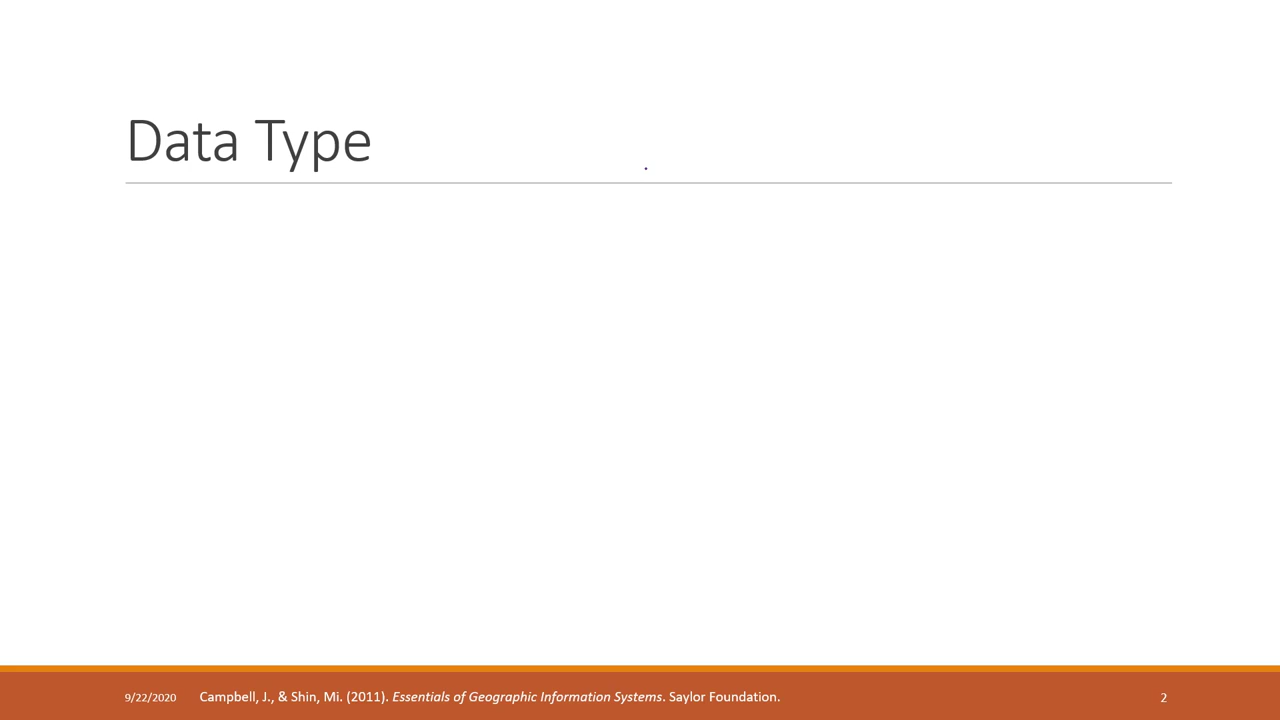 Data Type
9/22/2020 Campbell, J., & Shin, Mi. (2011). Essentials of Geographic Information Systems. Saylor Foundation. 2